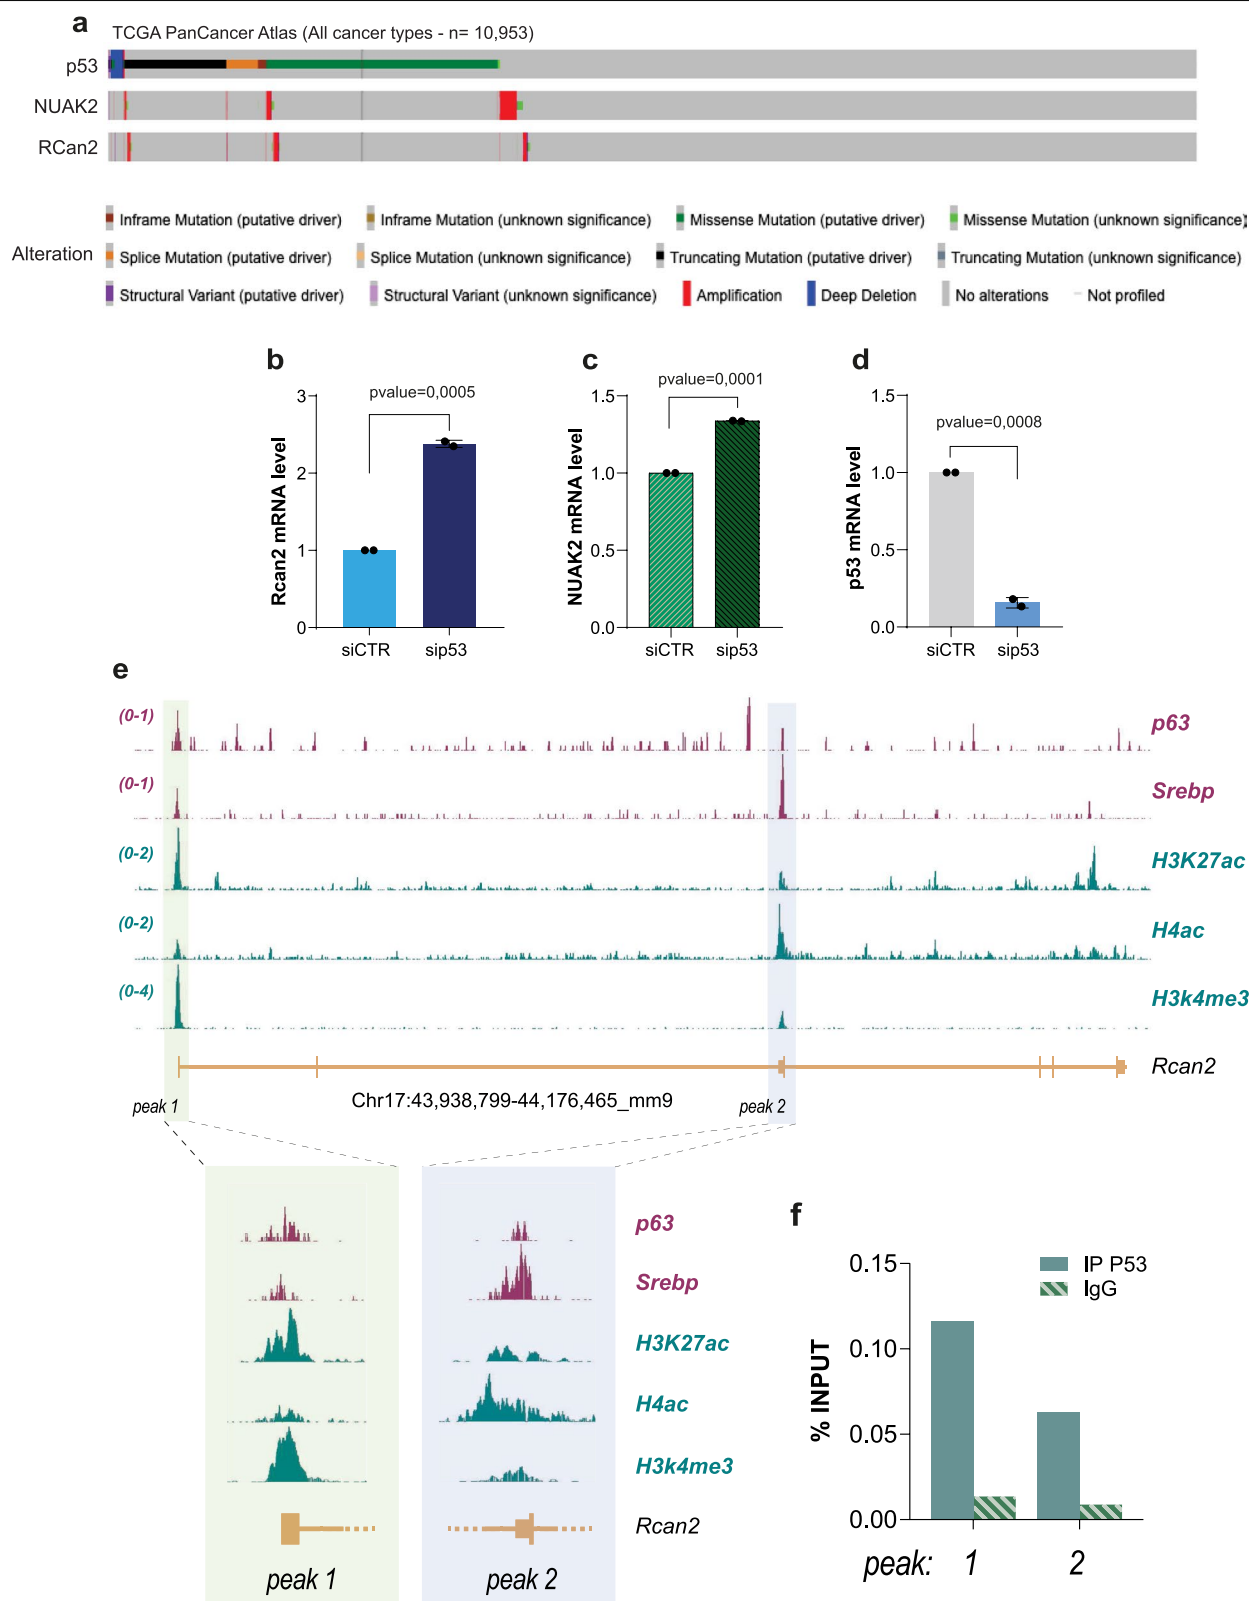 a
TCGA PanCancer Atlas (All cancer types - n= 10,953)
p53
NUAK2
RCan2
Alteration
Inframe Mutation (putative driver)
Inframe Mutation (unknown significance)
Missense Mutation (putative driver)
Missense Mutation (unknown significance)
Splice Mutation (putative driver)
Splice Mutation (unknown significance)
Truncating Mutation (putative driver)
Truncating Mutation (unknown significance)
Structural Variant (putative driver)
Structural Variant (unknown significance)
Amplification
Deep Deletion
No alterations
Not profiled
b
pvalue=0,0005
Rcan2 mRNA level
3
2
1
0
siCTR
sip53
c
pvalue=0,0001
NUAK2 mRNA level
1.5
1.0
0.5
0.0
siCTR
sip53
d
pvalue=0,0008
p53 mRNA level
1.5
1.0
0.5
0.0
siCTR
sip53
e
(0-1)
p63
(0-1)
Srebp
(0-2)
H3K27ac
(0-2)
H4ac
(0-4)
H3k4me3
Rcan2
peak 1
Chr17:43,938,799-44,176,465_mm9
peak 2
p63
Srebp
H3K27ac
H4ac
H3k4me3
Rcan2
peak 1
peak 2
f
IP P53
IgG
% INPUT
0.15
0.10
0.05
0.00
peak: 1 2